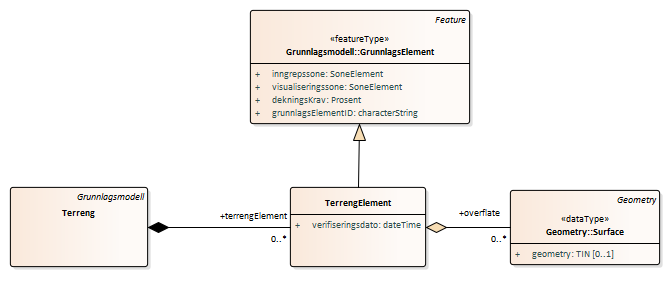 Feature
«featureType»
Grunnlagsmodell::GrunnlagsElement
+ inngrepssone: SoneElement
+ visualiseringssone: SoneElement
+ dekningsKrav: Prosent
+ grunnlagsElementID: characterString
Grunnlagsmodell
Terreng
+terrengElement
0..*
TerrengElement
+ verifiseringsdato: dateTime
+overflate
0..*
Geometry
«dataType»
Geometry::Surface
+ geometry: TIN [0..1]